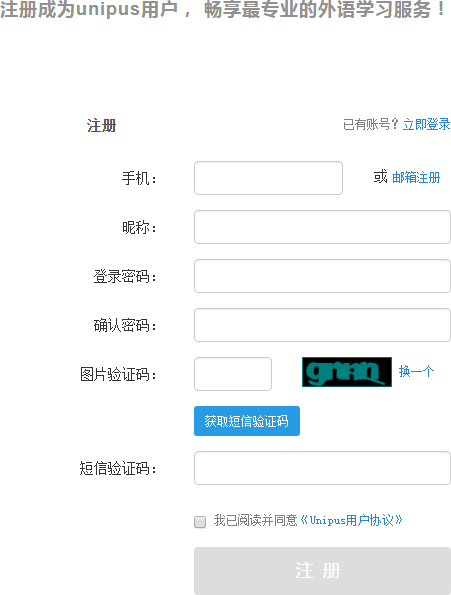 注册成为unipus用户，畅享最专业的外语学习服务！
注册 已有账号？立即登录
手机： 或 邮箱注册
昵称：
登录密码：
确认密码：
图片验证码： 换一个
获取短信验证码
短信验证码：
我已阅读并同意《Unipus用户协议》
注 册